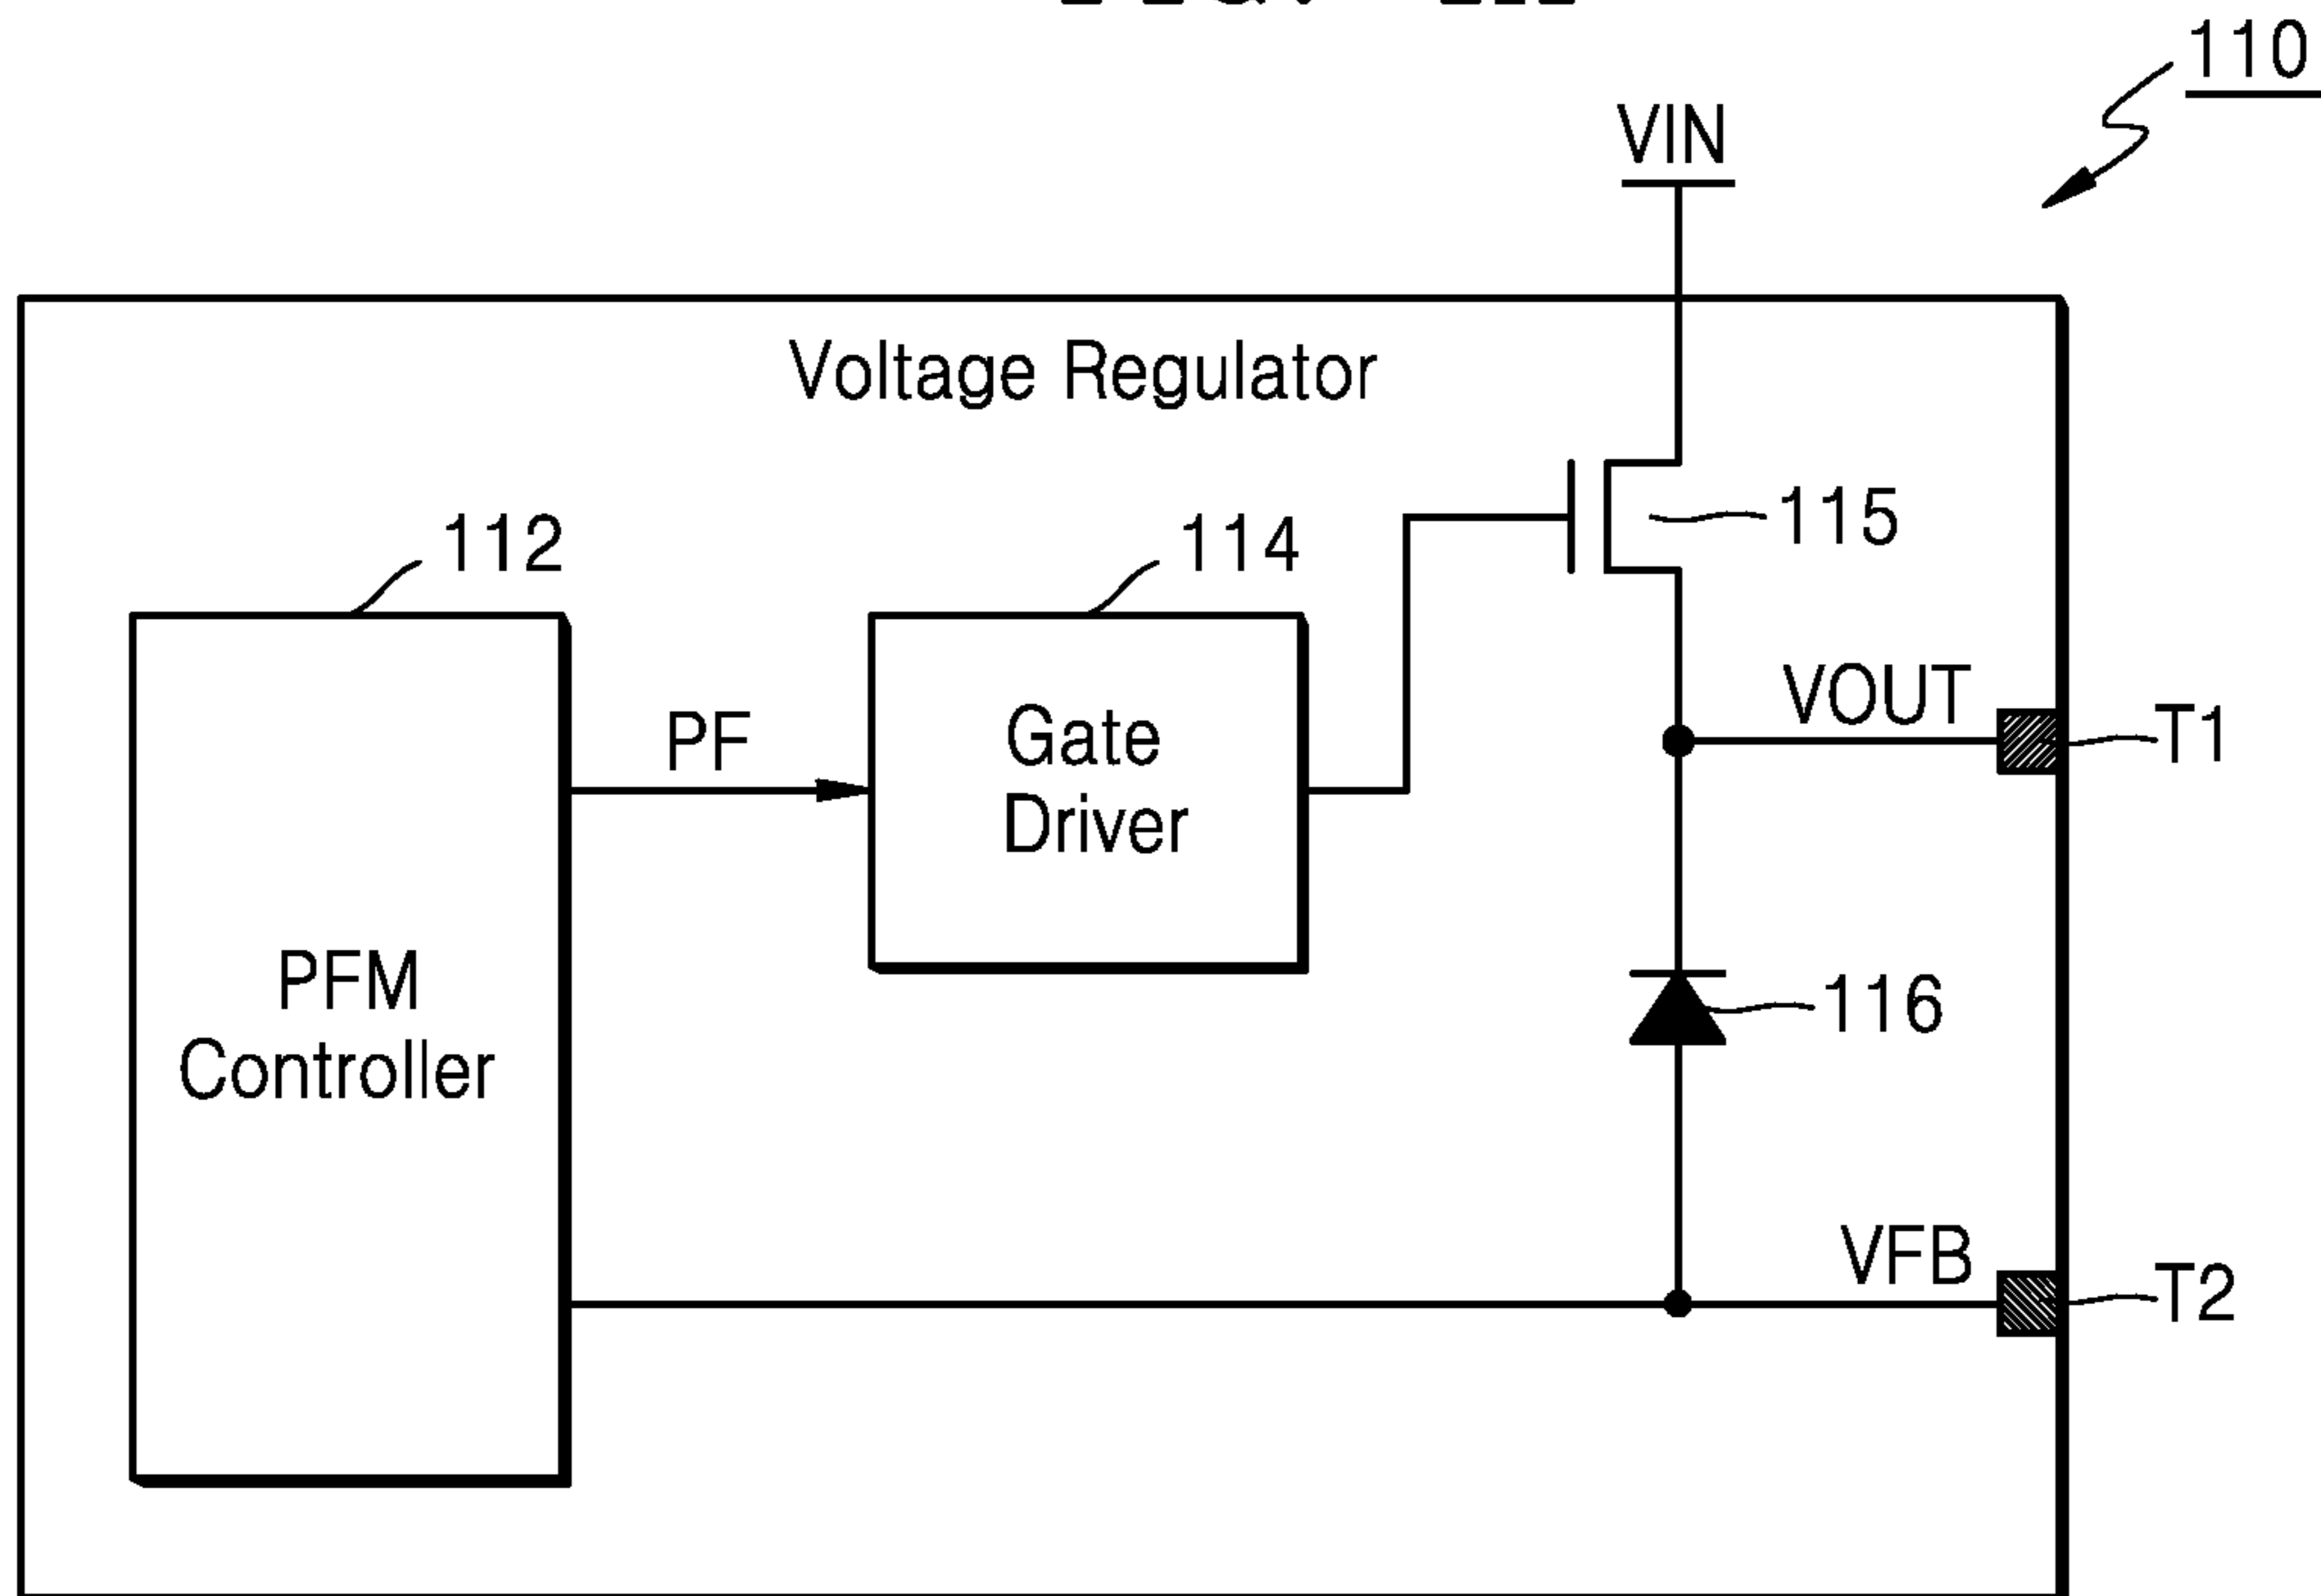 110
VIN
Voltage Regulator
112
114
115
PF
Gate
Driver
VOUT
T1
PFM
Controller
116
VFB
T2